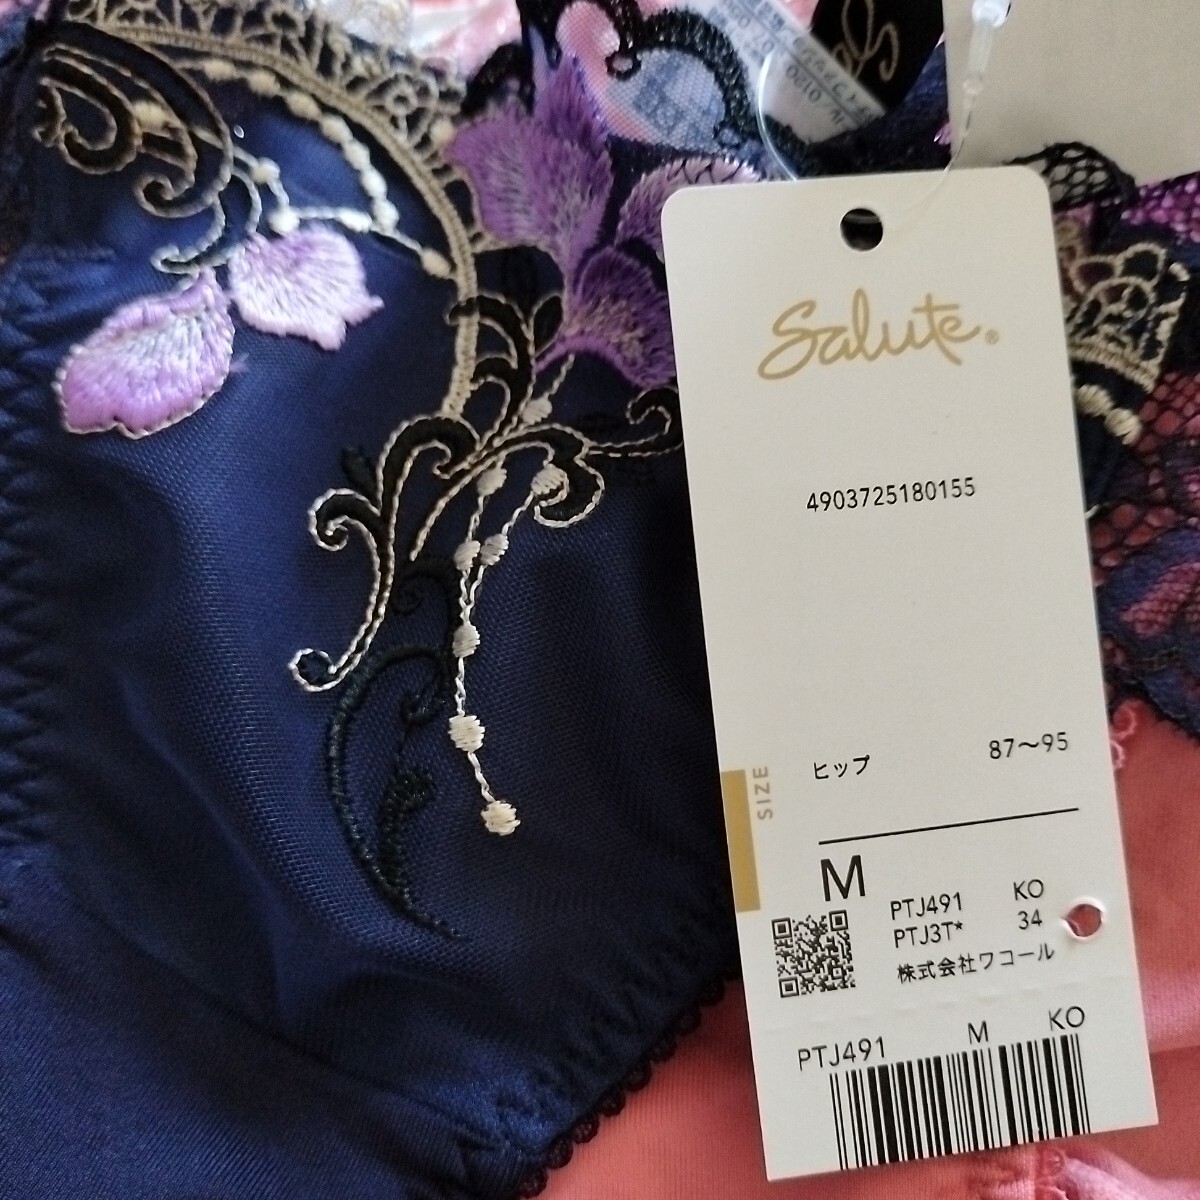 Salute®
4903725180155
ヒップ 87〜95
SIZE
M
PTJ491 KO
PTJ3T* 34
株式会社ワコール
PTJ491 M KO